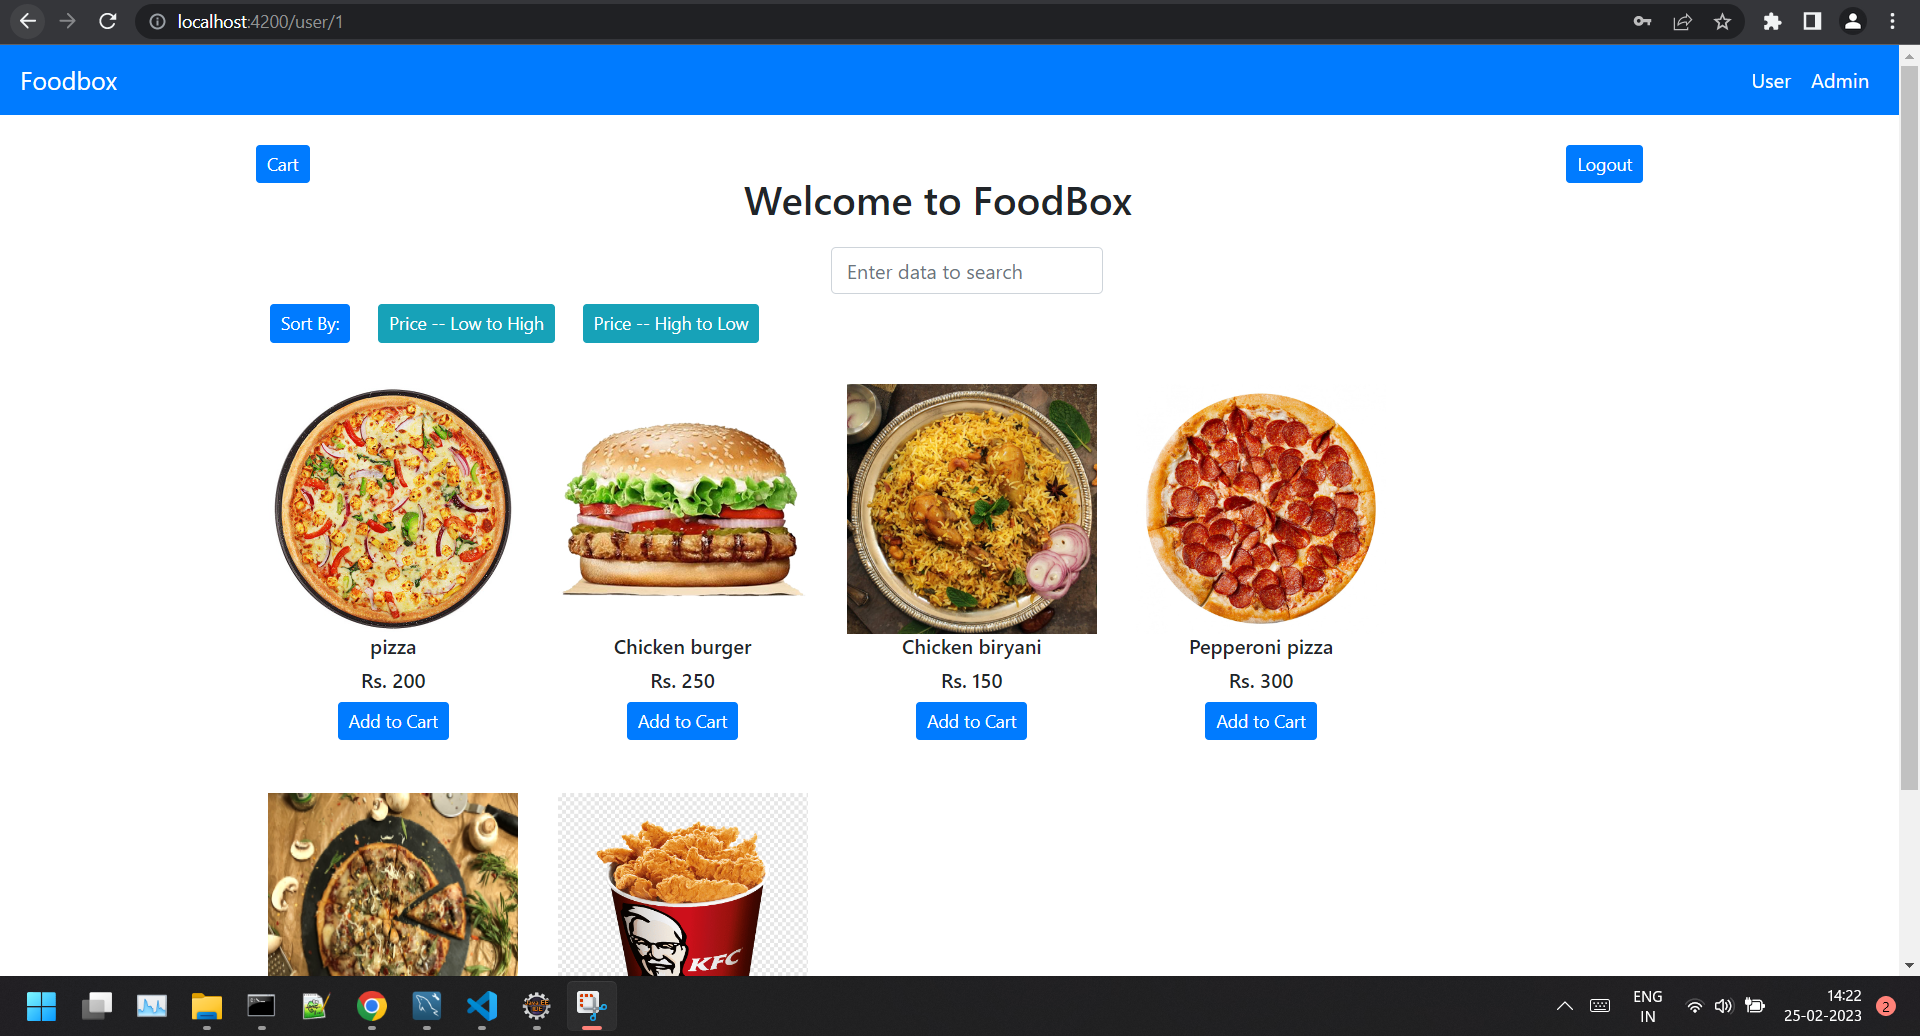 localhost:4200/user/1
Foodbox
User
Admin
Cart
Logout
Welcome to FoodBox
Enter data to search
Sort By:
Price -- Low to High
Price -- High to Low
pizza
Chicken burger
Chicken biryani
Pepperoni pizza
Rs. 200
Rs. 250
Rs. 150
Rs. 300
Add to Cart
Add to Cart
Add to Cart
Add to Cart
KFC
ENG
IN
14:22
25-02-2023
2